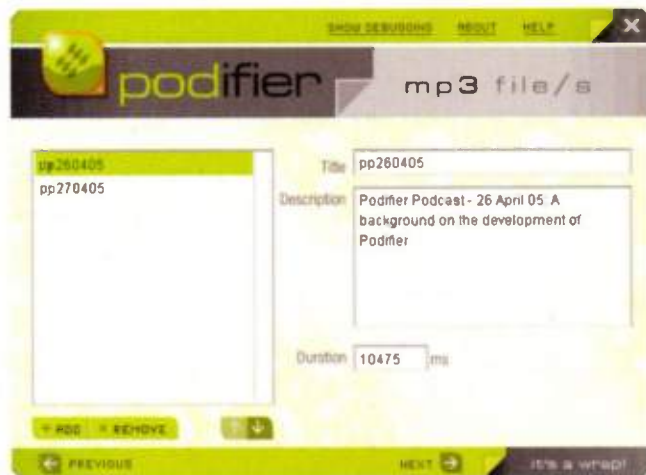 SHOW DEBUGGING ABOUT HELP X
podifier
mp3 file/s
pp260405
pp270405
Title pp260405
Description Podifier Podcast - 26 April 05 A
background on the development of
Podifier
Duration 10475 ms
+ ADD × REMOVE
PREVIOUS
NEXT
it's a wrap!